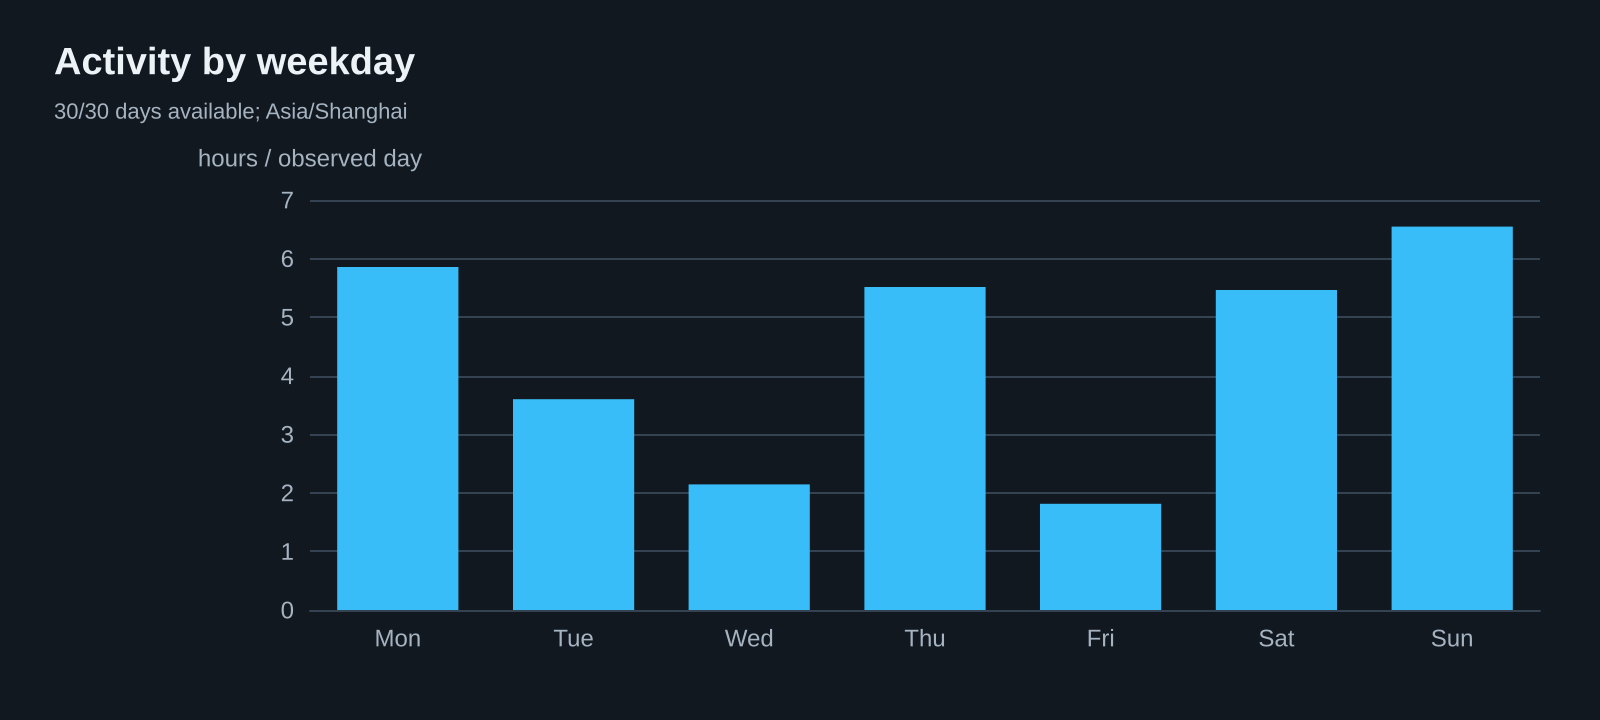 Activity by weekday
30/30 days available; Asia/Shanghai
hours / observed day
7
6
5
4
3
2
1
0
Mon Tue Wed Thu Fri Sat Sun